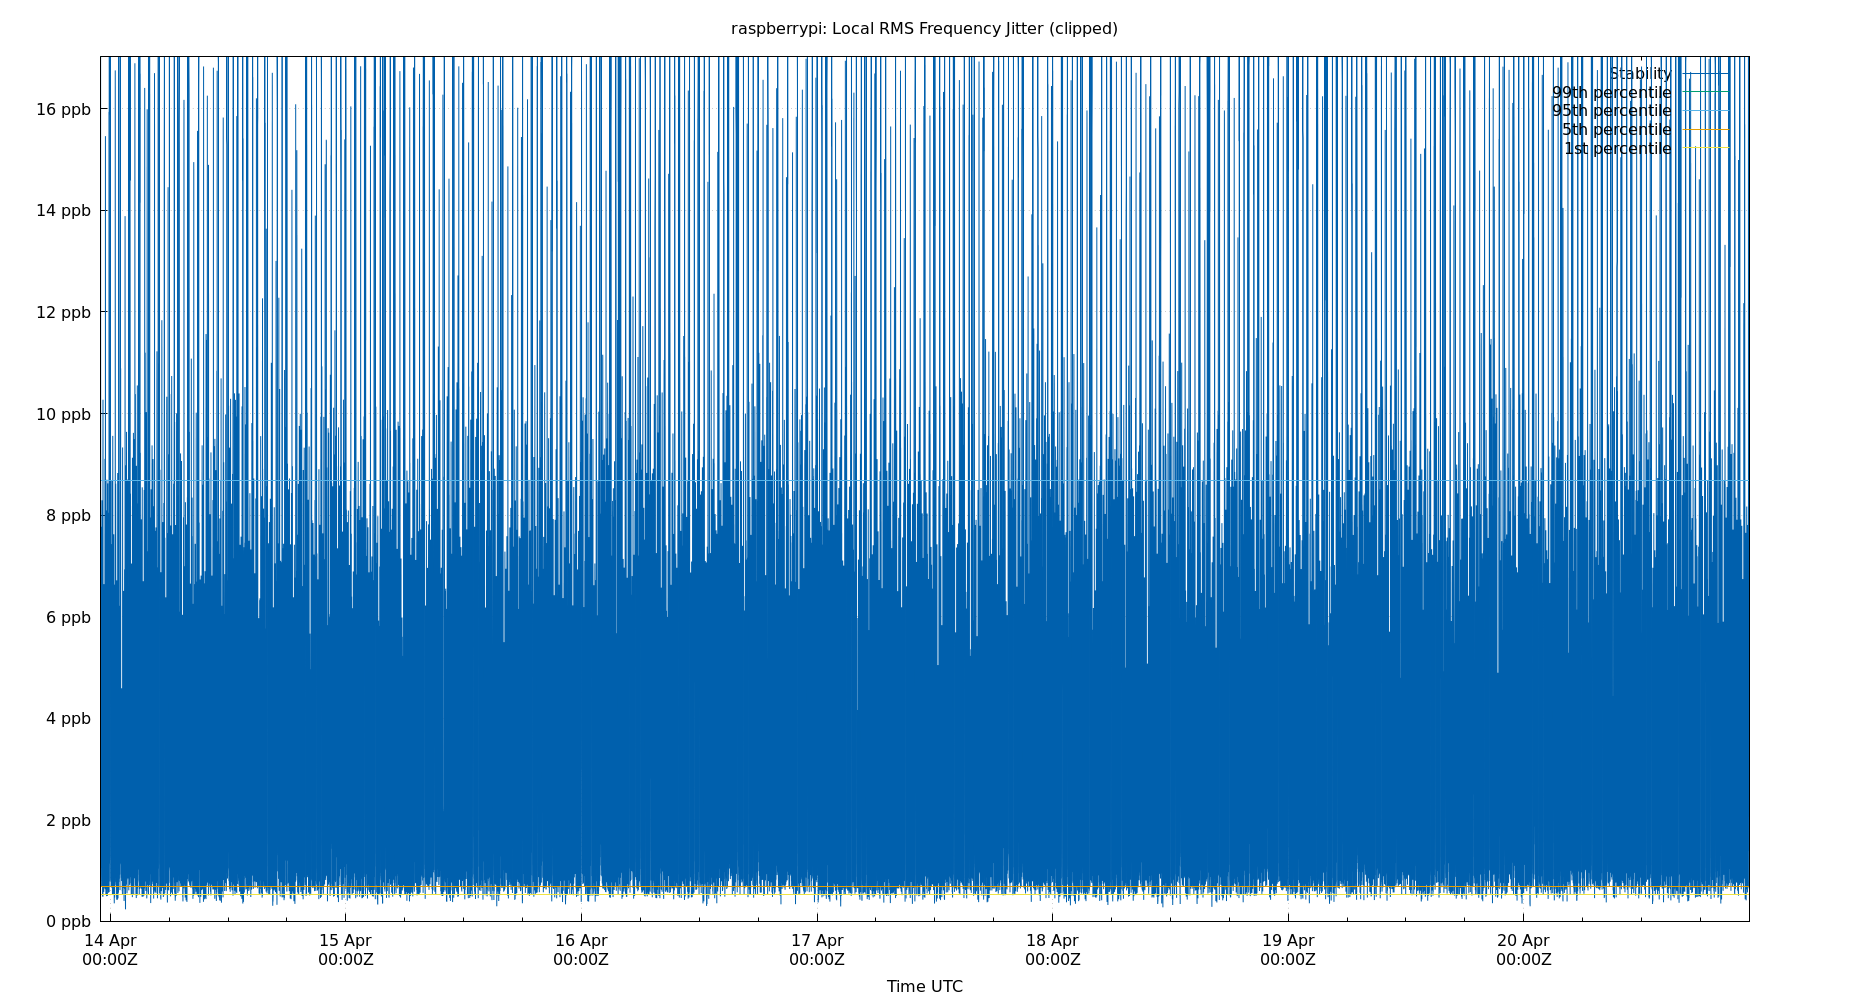 raspberrypi: Local RMS Frequency Jitter (clipped)
Stability
99th percentile
95th percentile
5th percentile
1st percentile
16 ppb
14 ppb
12 ppb
10 ppb
8 ppb
6 ppb
4 ppb
2 ppb
0 ppb
14 Apr 15 Apr 16 Apr 17 Apr 18 Apr 19 Apr 20 Apr
00:00Z 00:00Z 00:00Z 00:00Z 00:00Z 00:00Z 00:00Z
Time UTC